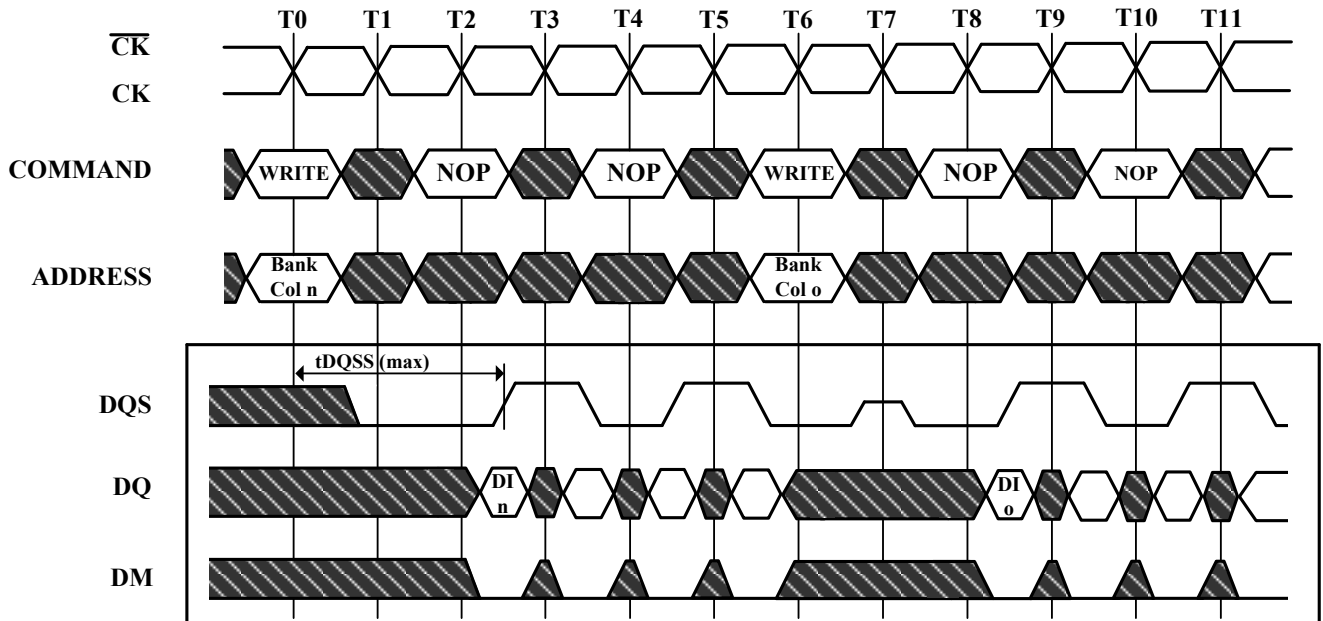 T0 T1 T2 T3 T4 T5 T6 T7 T8 T9 T10 T11
CK
CK
COMMAND
WRITE NOP NOP WRITE NOP NOP
ADDRESS
Bank
Col n
Bank
Col o
tDQSS (max)
DQS
DQ
DI
n
DI
o
DM